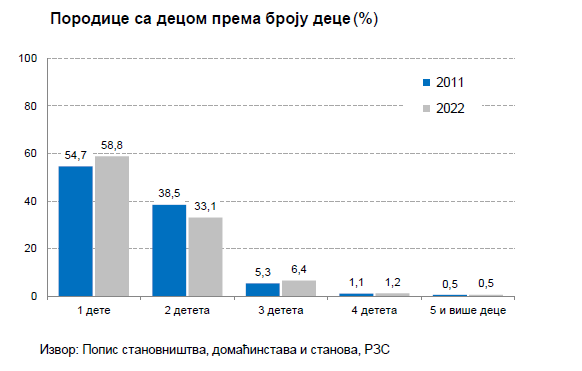 Породице са децом према броју деце (%)
100
80
60
40
20
0
2011
2022
54,7
58,8
38,5
33,1
5,3
6,4
1,1
1,2
0,5
0,5
1 дете
2 детета
3 детета
4 детета
5 и више деце
Извор: Попис становништва, домаћинстава и станова, РЗС